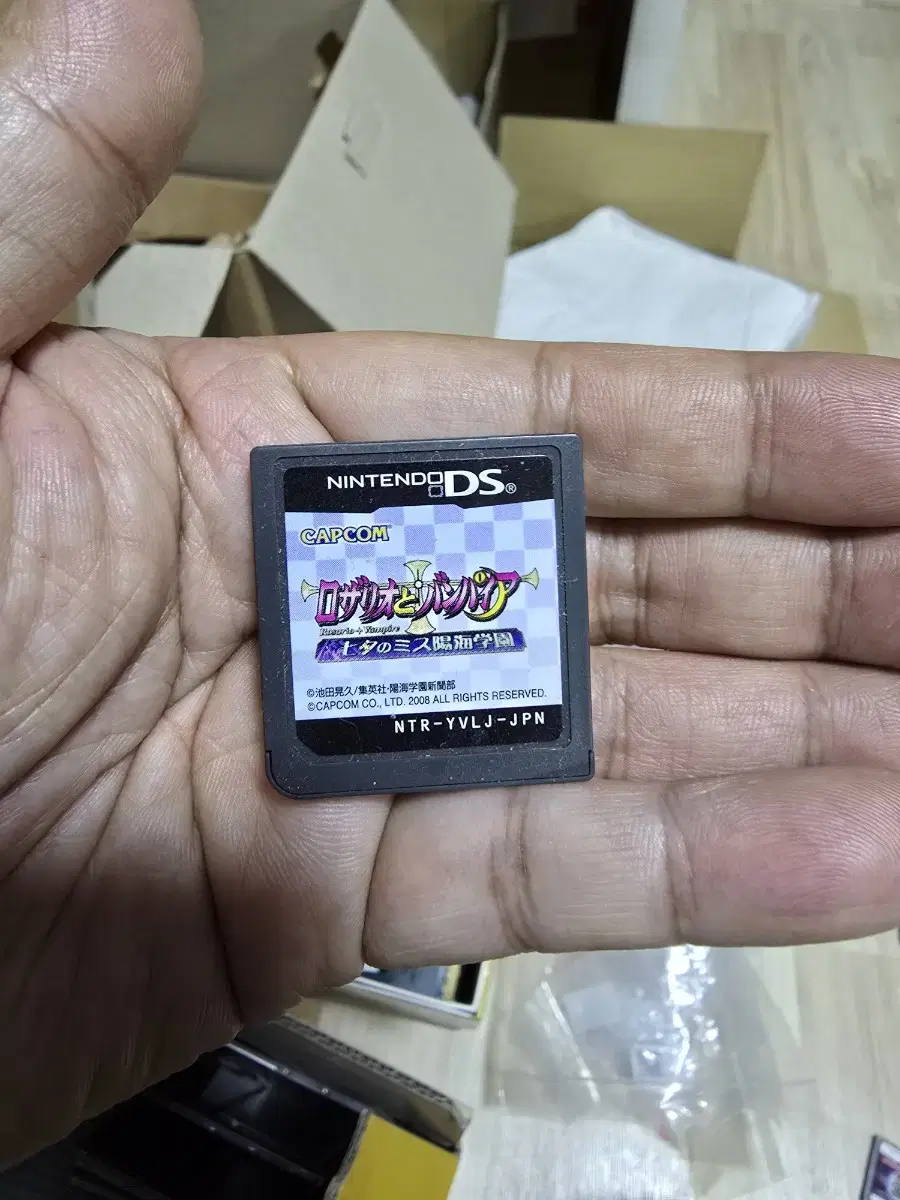 NINTENDO DS®
CAPCOM
ロザリオとバンパイア
Rosario+Vampire
七夕のミス陽海学園
©池田晃久/集英社・陽海学園新聞部
©CAPCOM CO., LTD. 2008 ALL RIGHTS RESERVED.
NTR-YVLJ-JPN